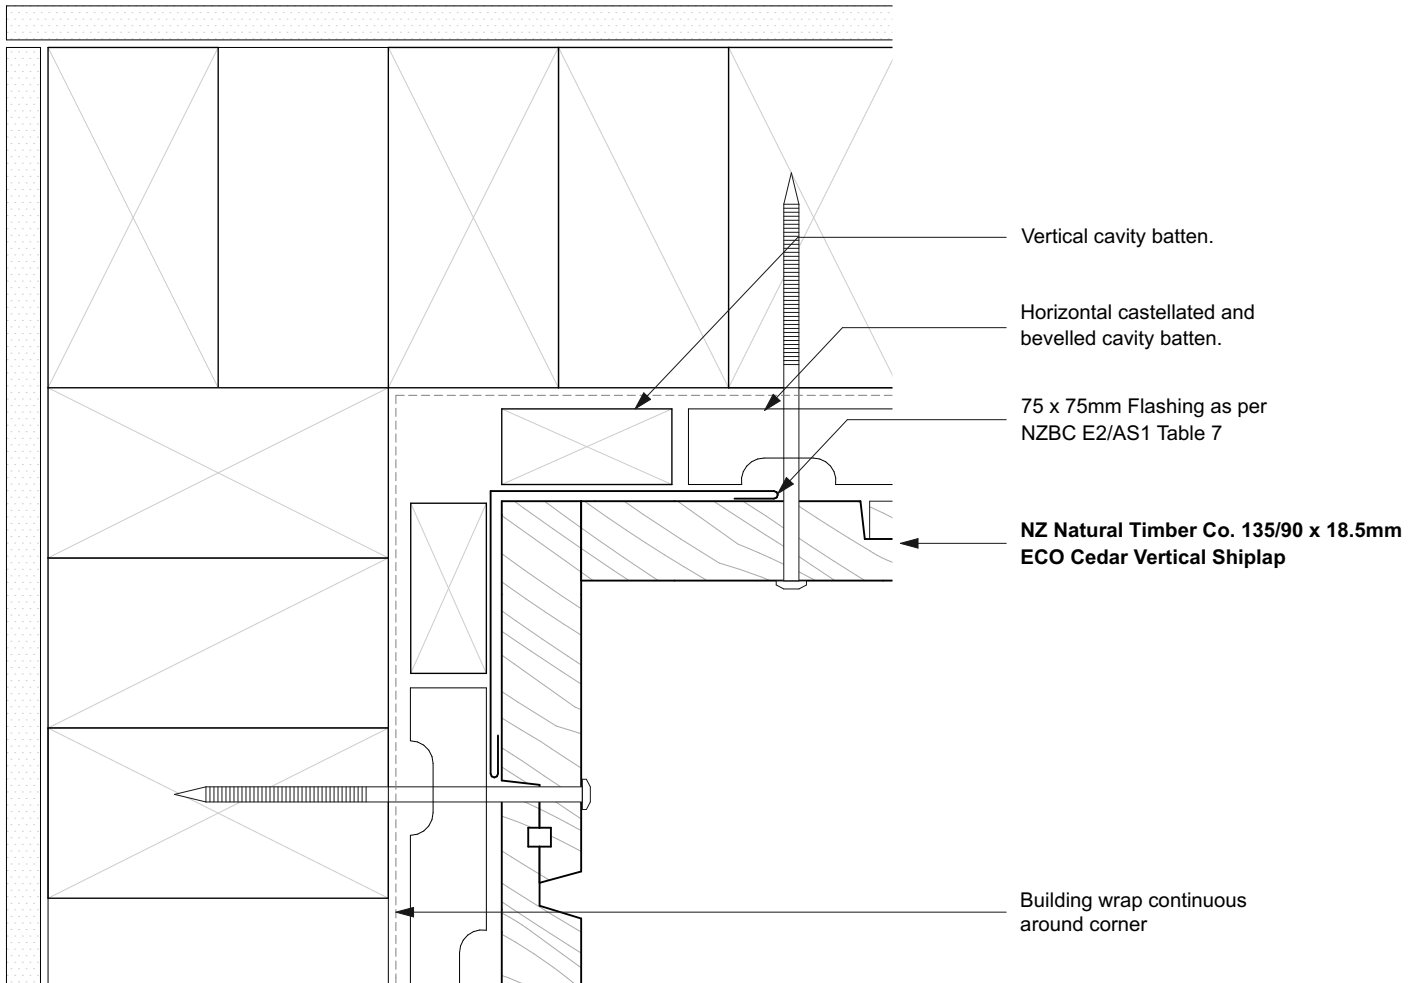 Vertical cavity batten.
Horizontal castellated and
bevelled cavity batten.
75 x 75mm Flashing as per
NZBC E2/AS1 Table 7
NZ Natural Timber Co. 135/90 x 18.5mm
ECO Cedar Vertical Shiplap
Building wrap continuous
around corner